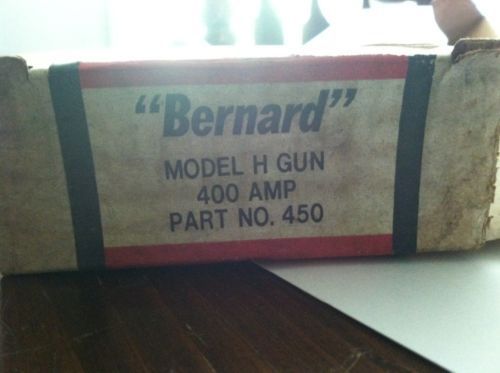 "Bernard"
MODEL H GUN
400 AMP
PART NO. 450